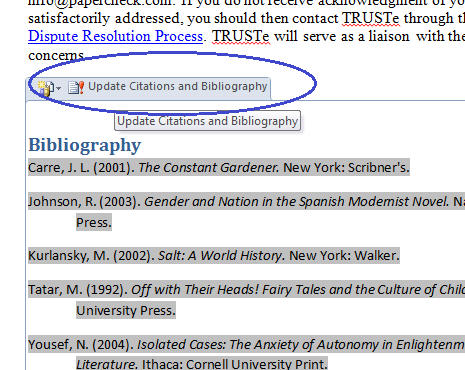 info@papercheck.com. If you do not receive acknowledgment of yo
satisfactorily addressed, you should then contact TRUSTe through th
Dispute Resolution Process. TRUSTe will serve as a liaison with the
concerns.
Update Citations and Bibliography
Update Citations and Bibliography
Bibliography
Carre, J. L. (2001). The Constant Gardener. New York: Scribner's.
Johnson, R. (2003). Gender and Nation in the Spanish Modernist Novel. Na
Press.
Kurlansky, M. (2002). Salt: A World History. New York: Walker.
Tatar, M. (1992). Off with Their Heads! Fairy Tales and the Culture of Chil
University Press.
Yousef, N. (2004). Isolated Cases: The Anxiety of Autonomy in Enlightenm
Literature. Ithaca: Cornell University Print.